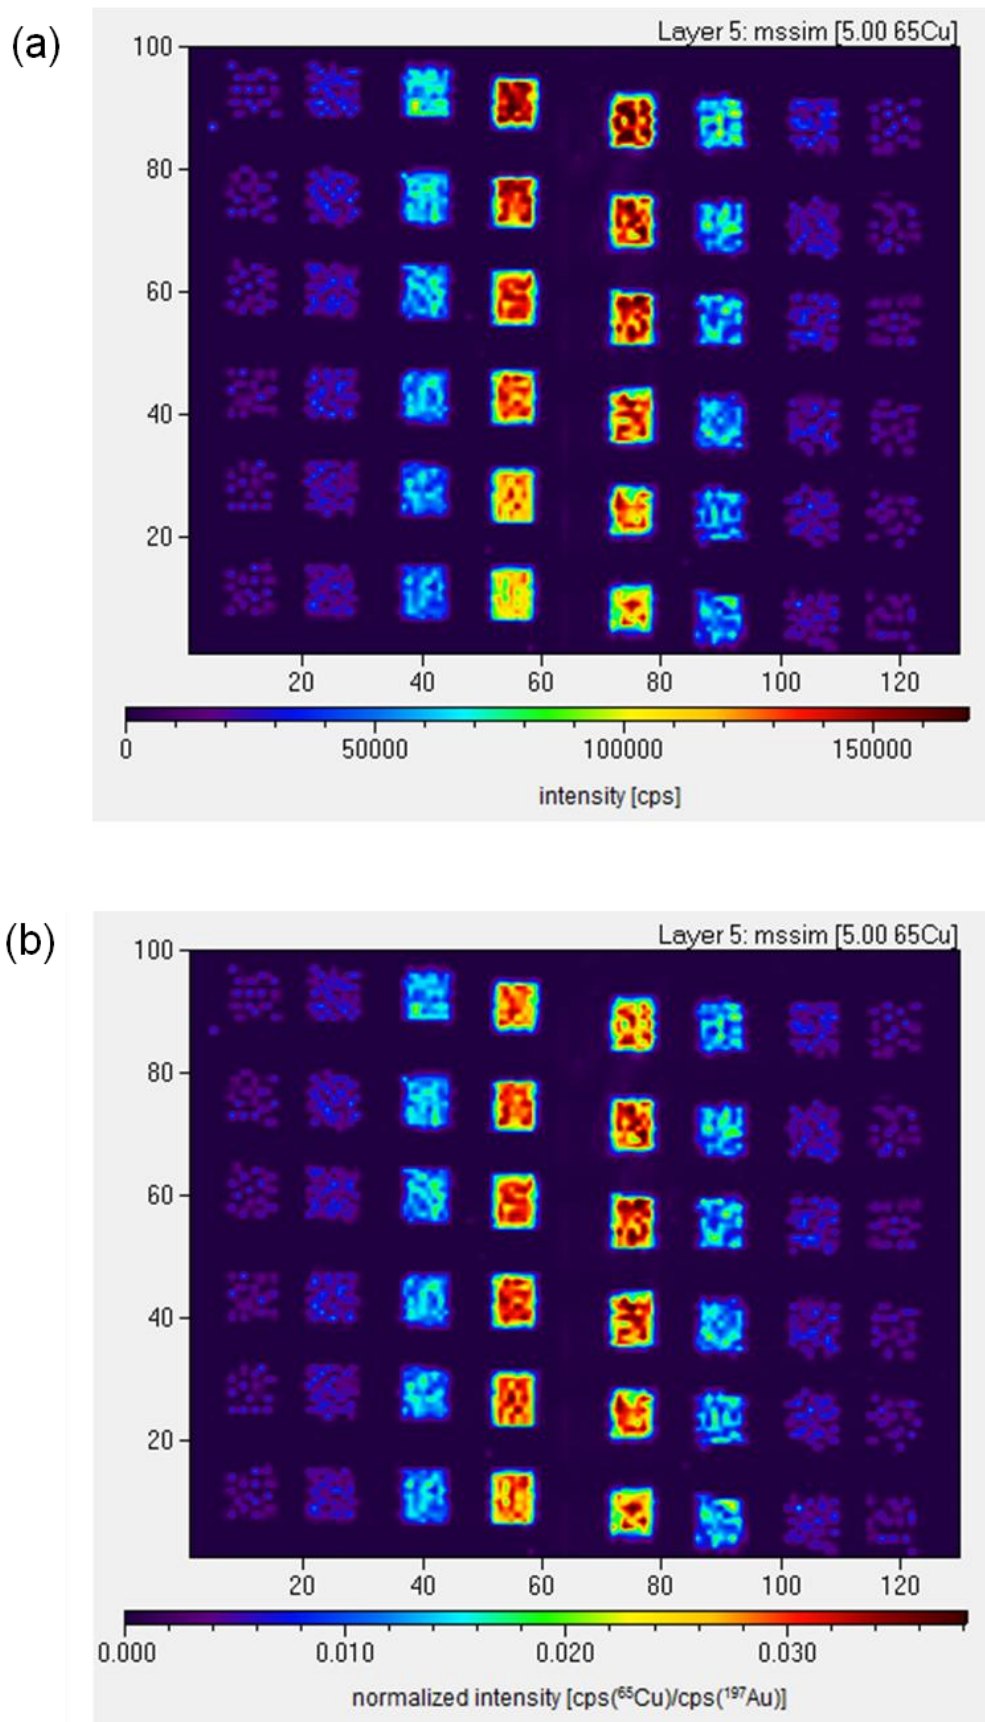 (a)
Layer 5: mssim [5.00 65Cu]
100
80
60
40
20
20 40 60 80 100 120
0 50000 100000 150000
intensity [cps]
(b)
Layer 5: mssim [5.00 65Cu]
100
80
60
40
20
20 40 60 80 100 120
0.000 0.010 0.020 0.030
normalized intensity [cps(⁶⁵Cu)/cps(¹⁹⁷Au)]